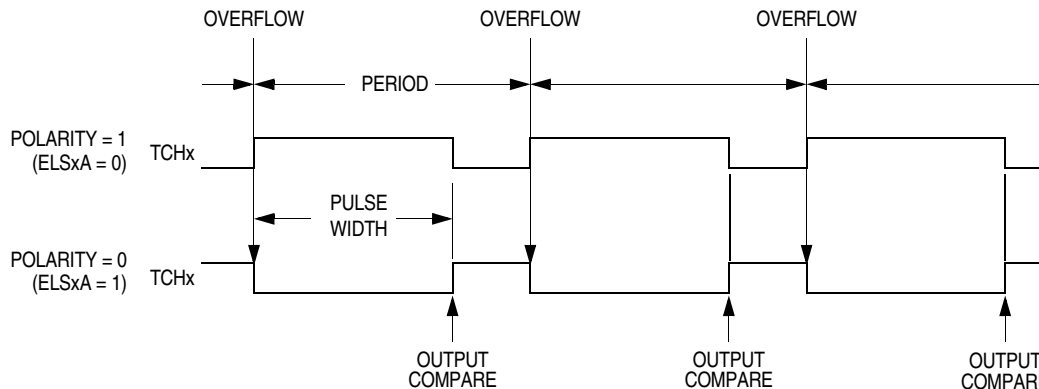 OVERFLOW OVERFLOW OVERFLOW
PERIOD
POLARITY = 1
(ELSxA = 0)
TCHx
PULSE
WIDTH
POLARITY = 0
(ELSxA = 1)
TCHx
OUTPUT
COMPARE
OUTPUT
COMPARE
OUTPUT
COMPARE